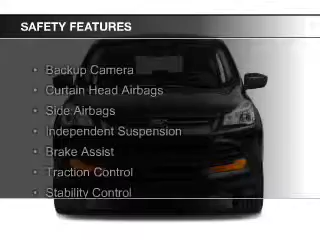 SAFETY FEATURES
• Backup Camera
• Curtain Head Airbags
• Side Airbags
• Independent Suspension
• Brake Assist
• Traction Control
• Stability Control